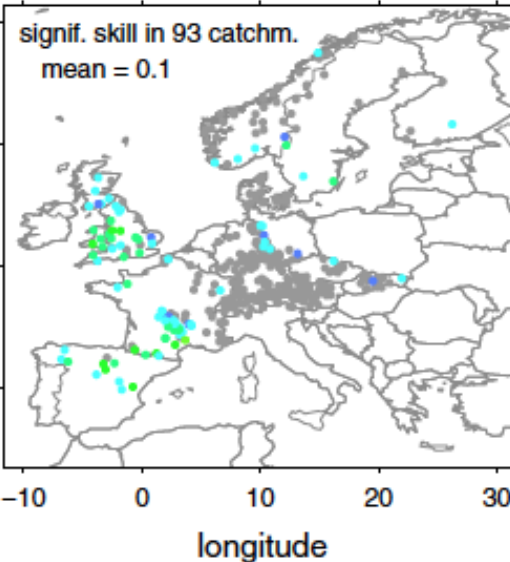 signif. skill in 93 catchm.
mean = 0.1
−10 0 10 20 30
longitude